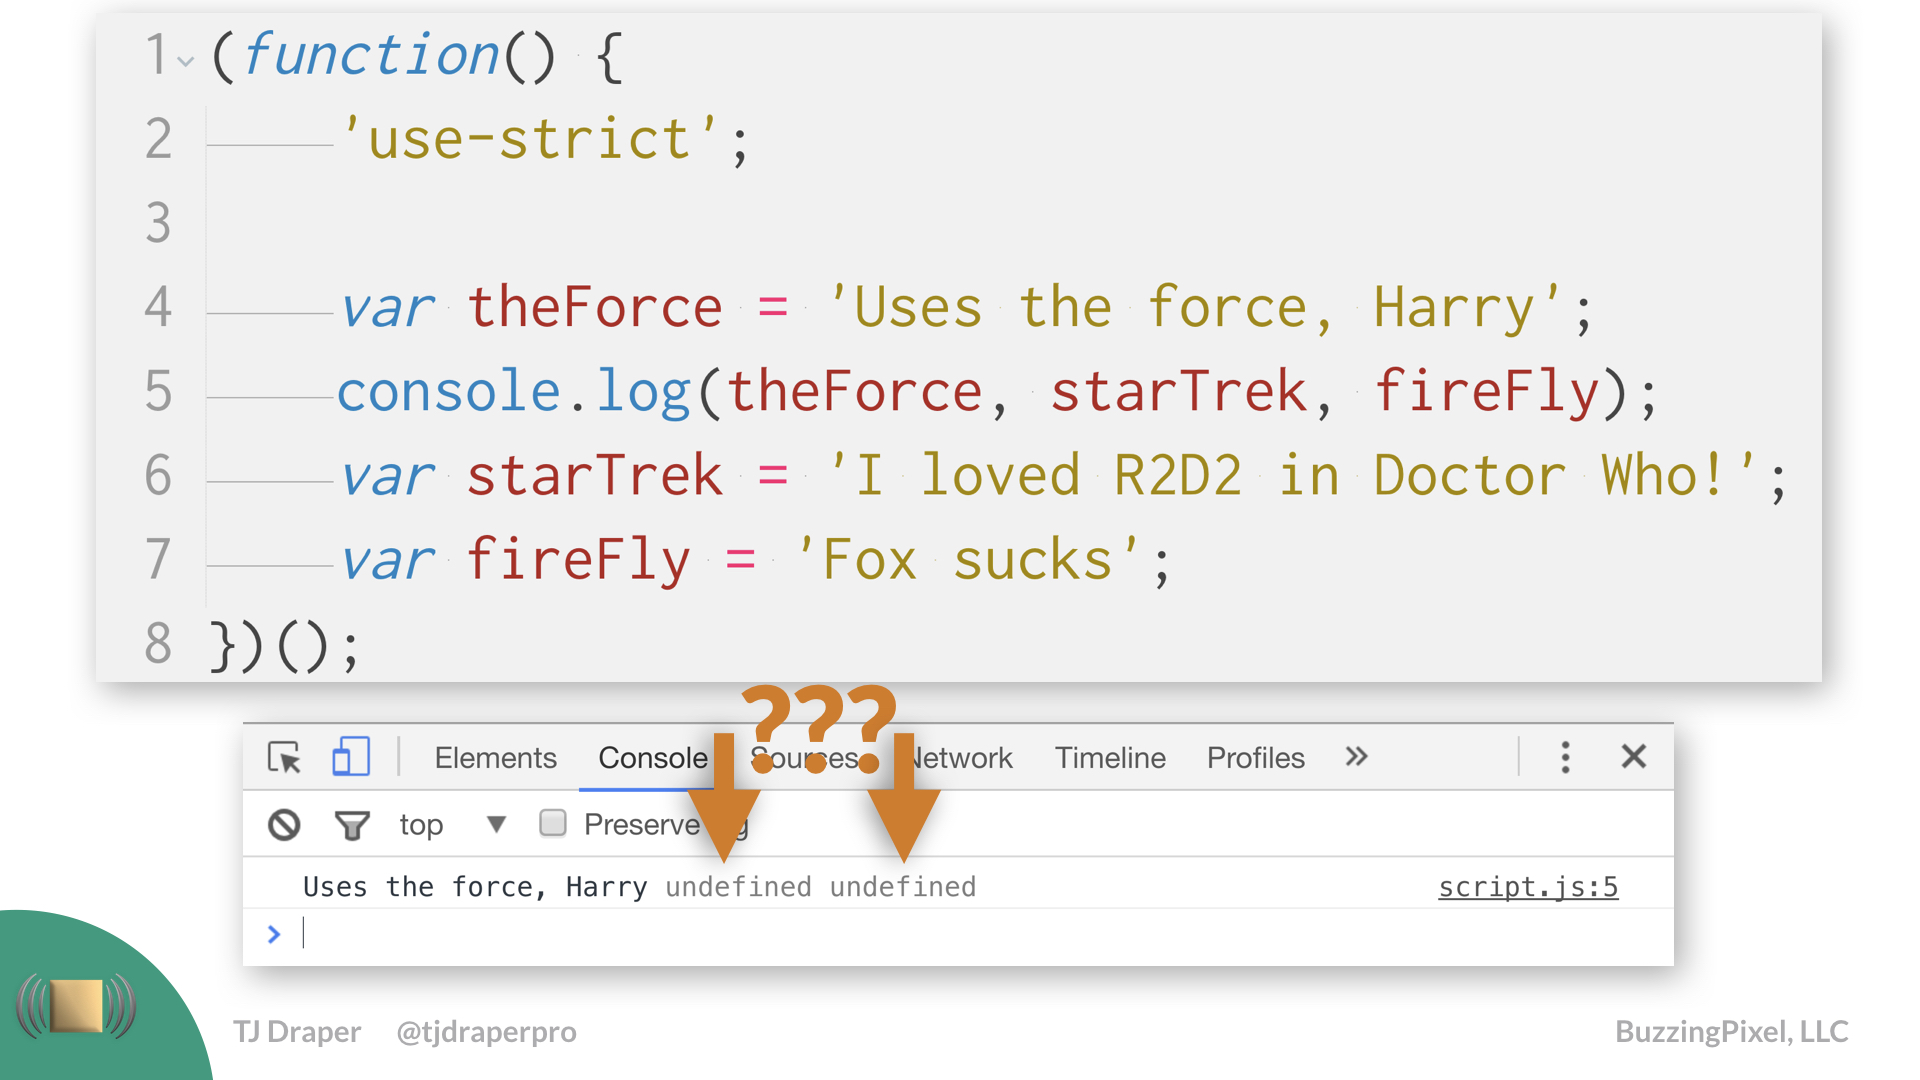 1 (function() {
2 'use-strict';
3
4 var theForce = 'Uses the force, Harry';
5 console.log(theForce, starTrek, fireFly);
6 var starTrek = 'I loved R2D2 in Doctor Who!';
7 var fireFly = 'Fox sucks';
8 })();
???
Elements Console Sources Network Timeline Profiles »
top Preserve
Uses the force, Harry undefined undefined script.js:5
>
TJ Draper @tjdraperpro BuzzingPixel, LLC